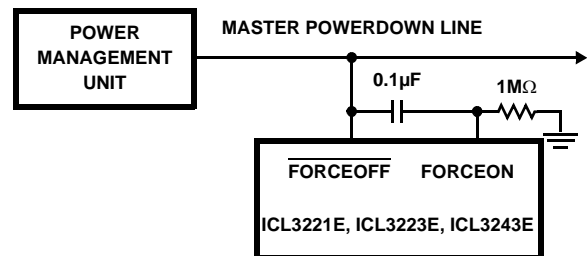 POWER
MANAGEMENT
UNIT
MASTER POWERDOWN LINE
0.1µF
1MΩ
FORCEOFF FORCEON
ICL3221E, ICL3223E, ICL3243E